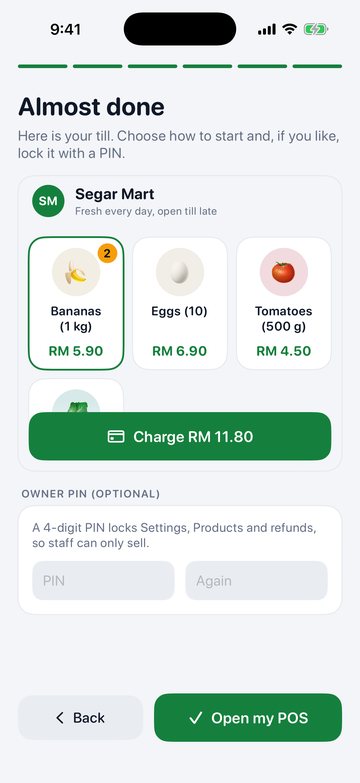 9:41
Almost done
Here is your till. Choose how to start and, if you like,
lock it with a PIN.
SM
Segar Mart
Fresh every day, open till late
2
Bananas
(1 kg)
RM 5.90
Eggs (10)
RM 6.90
Tomatoes
(500 g)
RM 4.50
Charge RM 11.80
OWNER PIN (OPTIONAL)
A 4-digit PIN locks Settings, Products and refunds,
so staff can only sell.
PIN
Again
Back
Open my POS